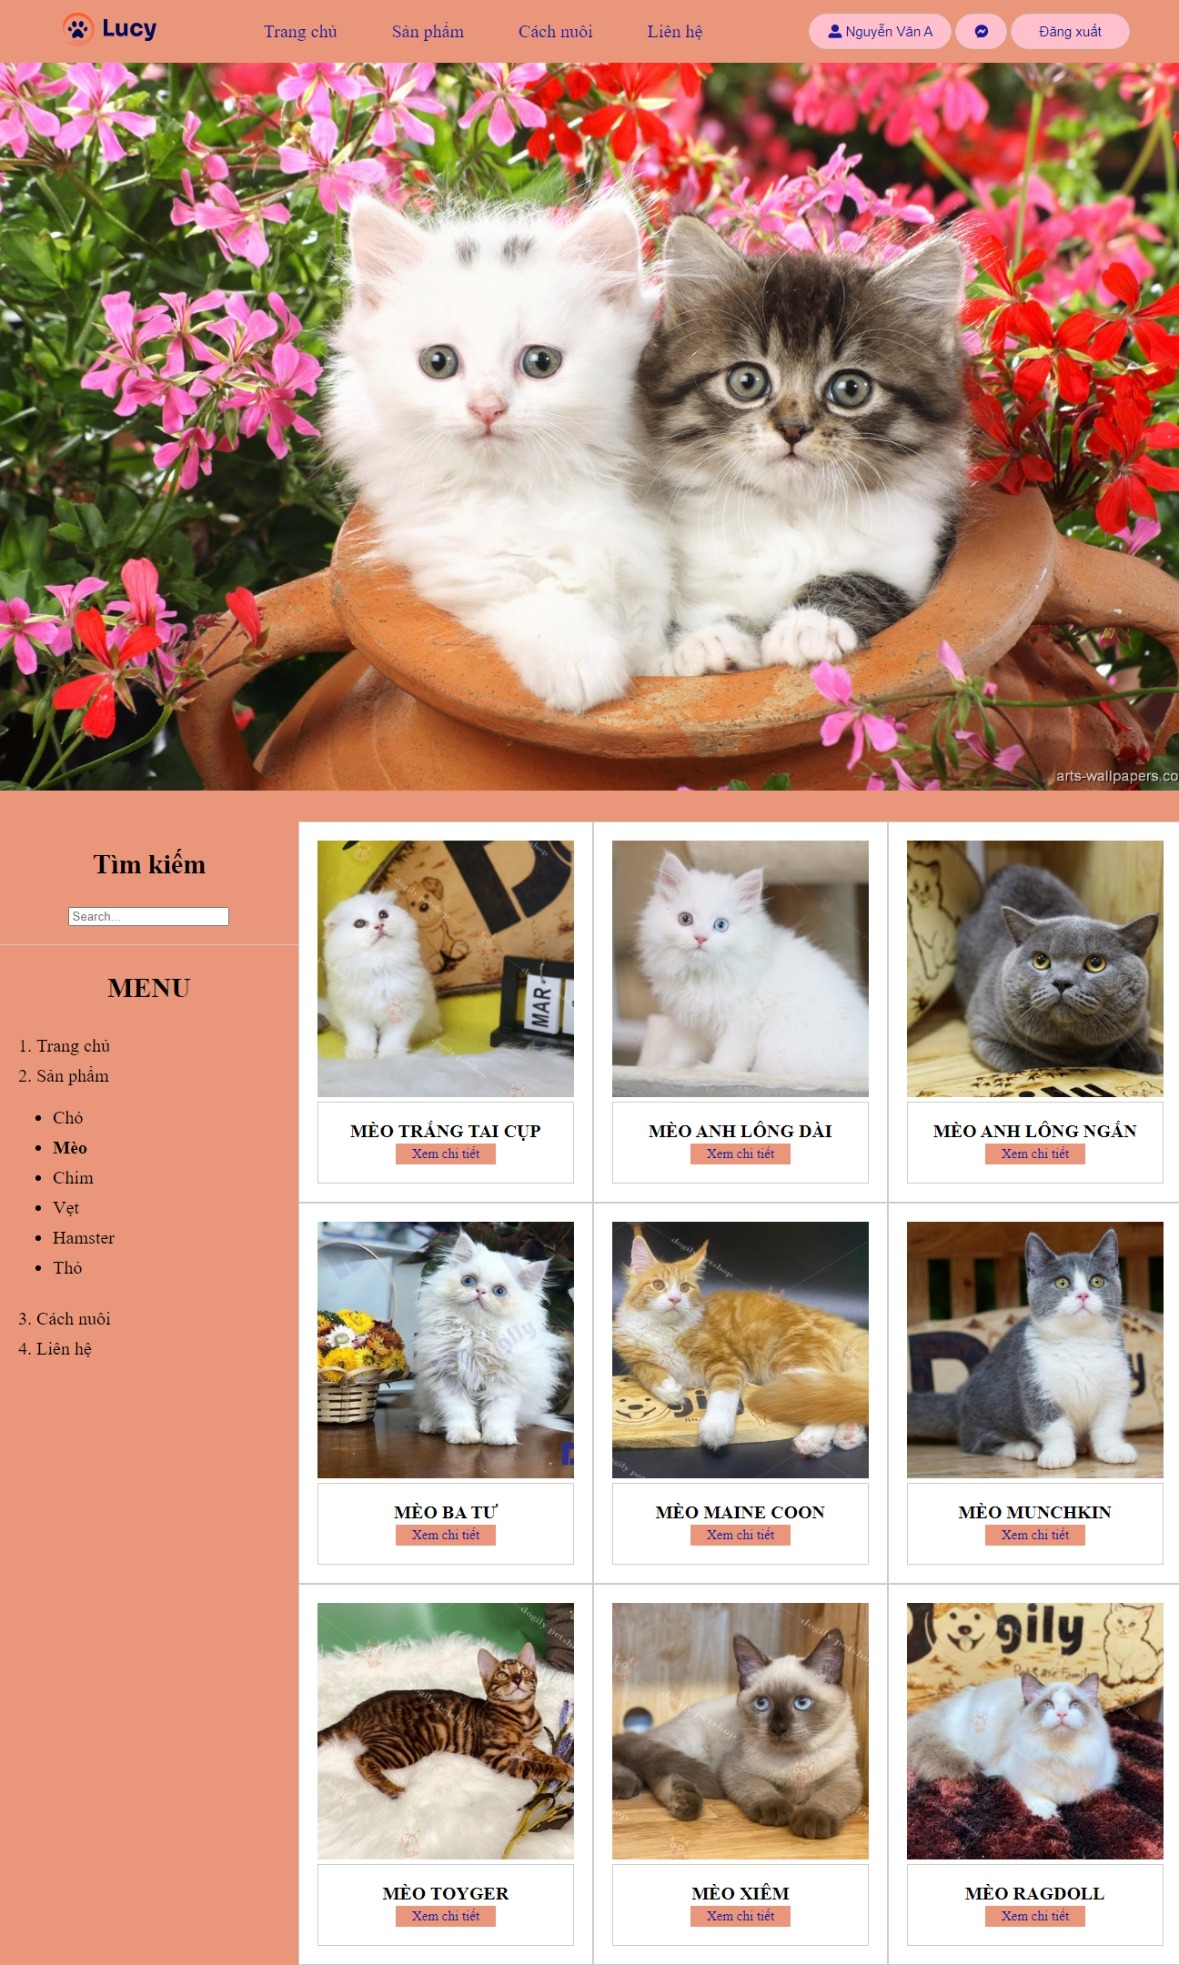 Lucy
Trang chủ
Sản phẩm
Cách nuôi
Liên hệ
Nguyễn Văn A
Đăng xuất
arts-wallpapers.co
Tìm kiếm
Search...
MENU
1. Trang chủ
2. Sản phẩm
Chó
Mèo
Chim
Vẹt
Hamster
Thỏ
3. Cách nuôi
4. Liên hệ
MAR
MÈO TRẮNG TAI CỤP
Xem chi tiết
MÈO ANH LÔNG DÀI
Xem chi tiết
MÈO ANH LÔNG NGẮN
Xem chi tiết
dogily petshop
MÈO BA TƯ
Xem chi tiết
MÈO MAINE COON
Xem chi tiết
MÈO MUNCHKIN
Xem chi tiết
dogily petshop
gily
MÈO TOYGER
Xem chi tiết
MÈO XIÊM
Xem chi tiết
MÈO RAGDOLL
Xem chi tiết